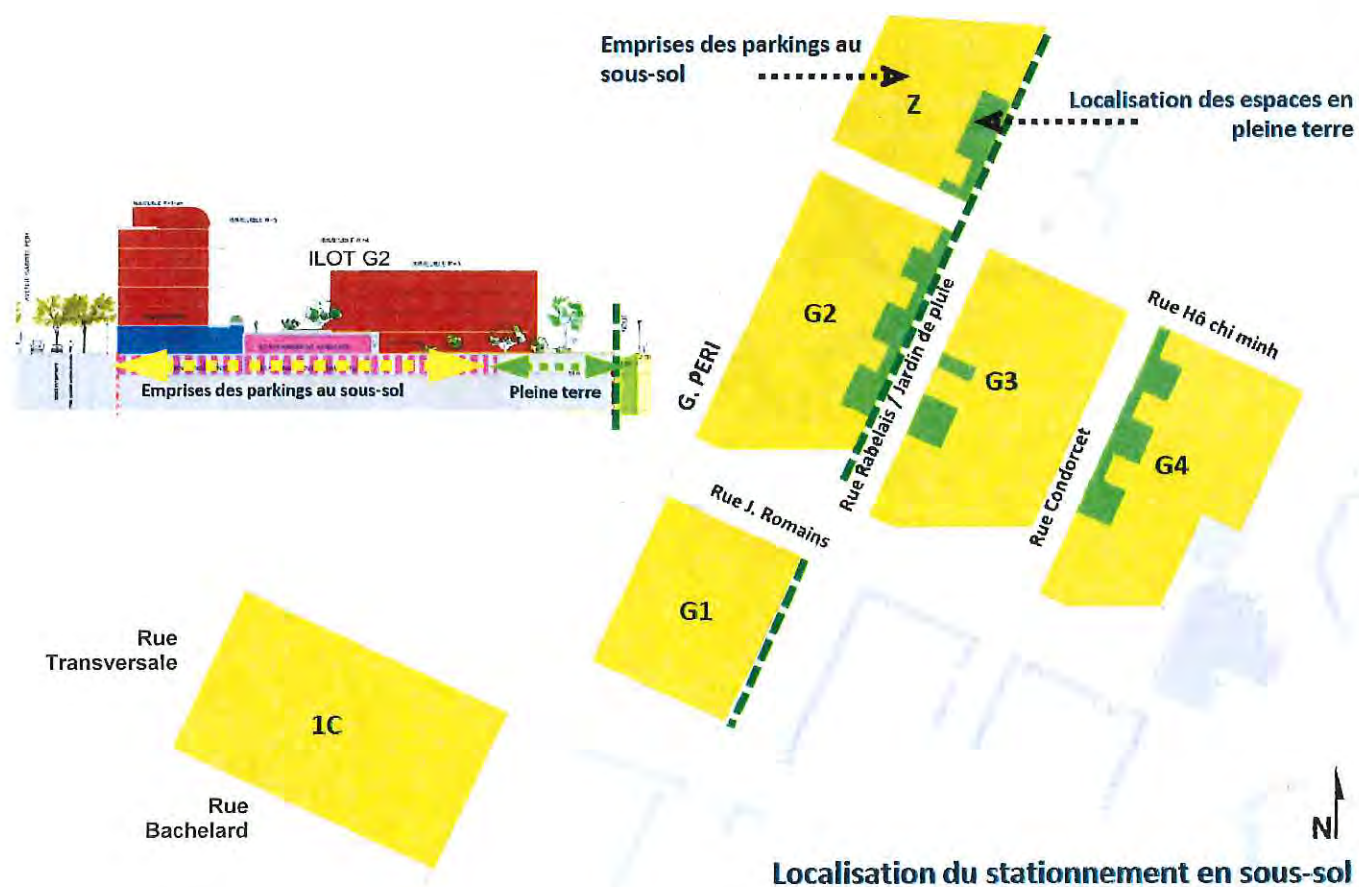 Emprises des parkings au
sous-sol
Z
Localisation des espaces en
pleine terre
ILOT G2
Emprises des parkings au sous-sol
Pleine terre
G. PERI
G2
Rue Rabelais / Jardin de pluie
G3
Rue Hô chi minh
Rue Condorcet
G4
Rue J. Romains
G1
Rue
Transversale
1C
Rue
Bachelard
N
Localisation du stationnement en sous-sol